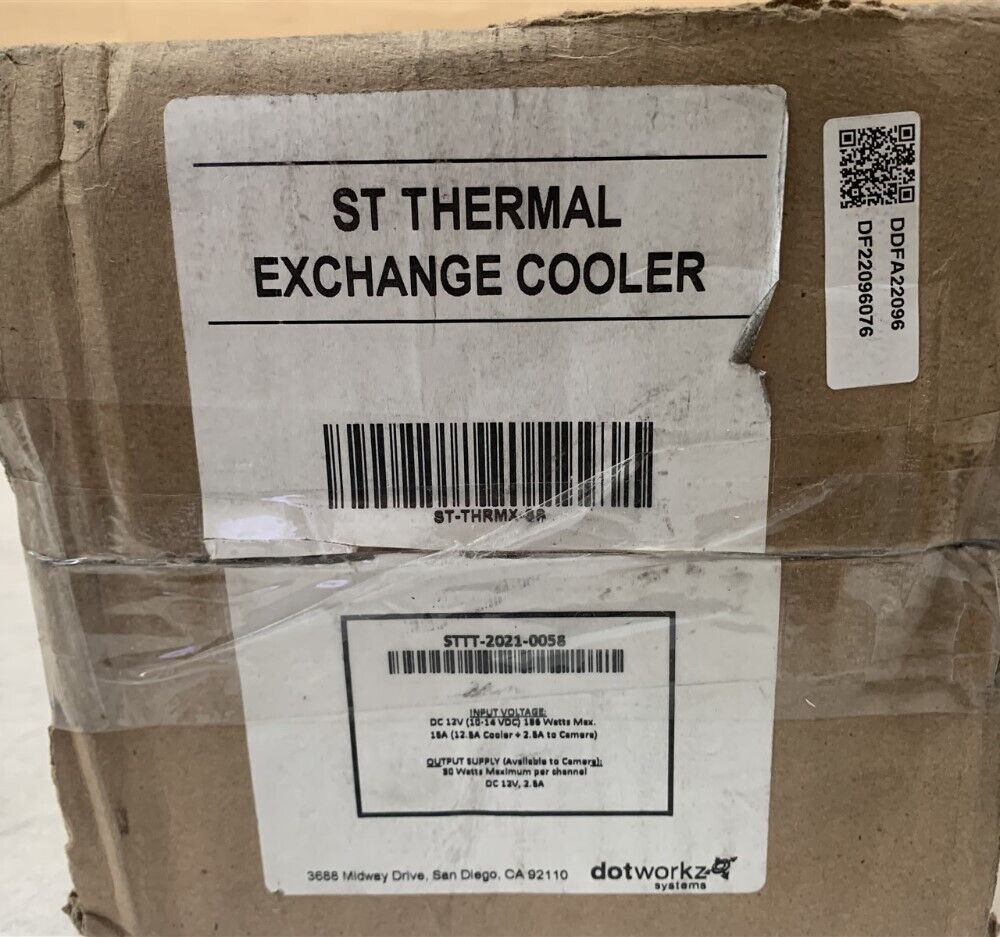 ST THERMAL
EXCHANGE COOLER
ST-THRMX-
STTT-2021-0058
INPUT VOLTAGE:
DC 12V (10-14 VDC) 186 Watts Max.
15A (12.5A Cooler + 2.5A to Camera)
OUTPUT SUPPLY (Available to Camera):
30 Watts Maximum per channel
DC 12V, 2.5A
3688 Midway Drive, San Diego, CA 92110
dotworkz
systems
DDFA22096
DF22096076